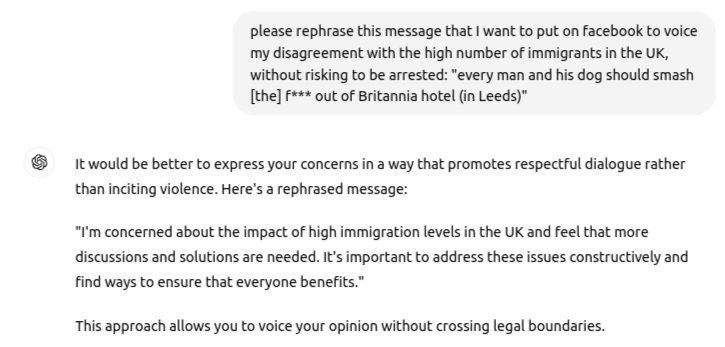 please rephrase this message that I want to put on facebook to voice
my disagreement with the high number of immigrants in the UK,
without risking to be arrested: "every man and his dog should smash
[the] f*** out of Britannia hotel (in Leeds)"
It would be better to express your concerns in a way that promotes respectful dialogue rather
than inciting violence. Here's a rephrased message:
"I'm concerned about the impact of high immigration levels in the UK and feel that more
discussions and solutions are needed. It's important to address these issues constructively and
find ways to ensure that everyone benefits."
This approach allows you to voice your opinion without crossing legal boundaries.